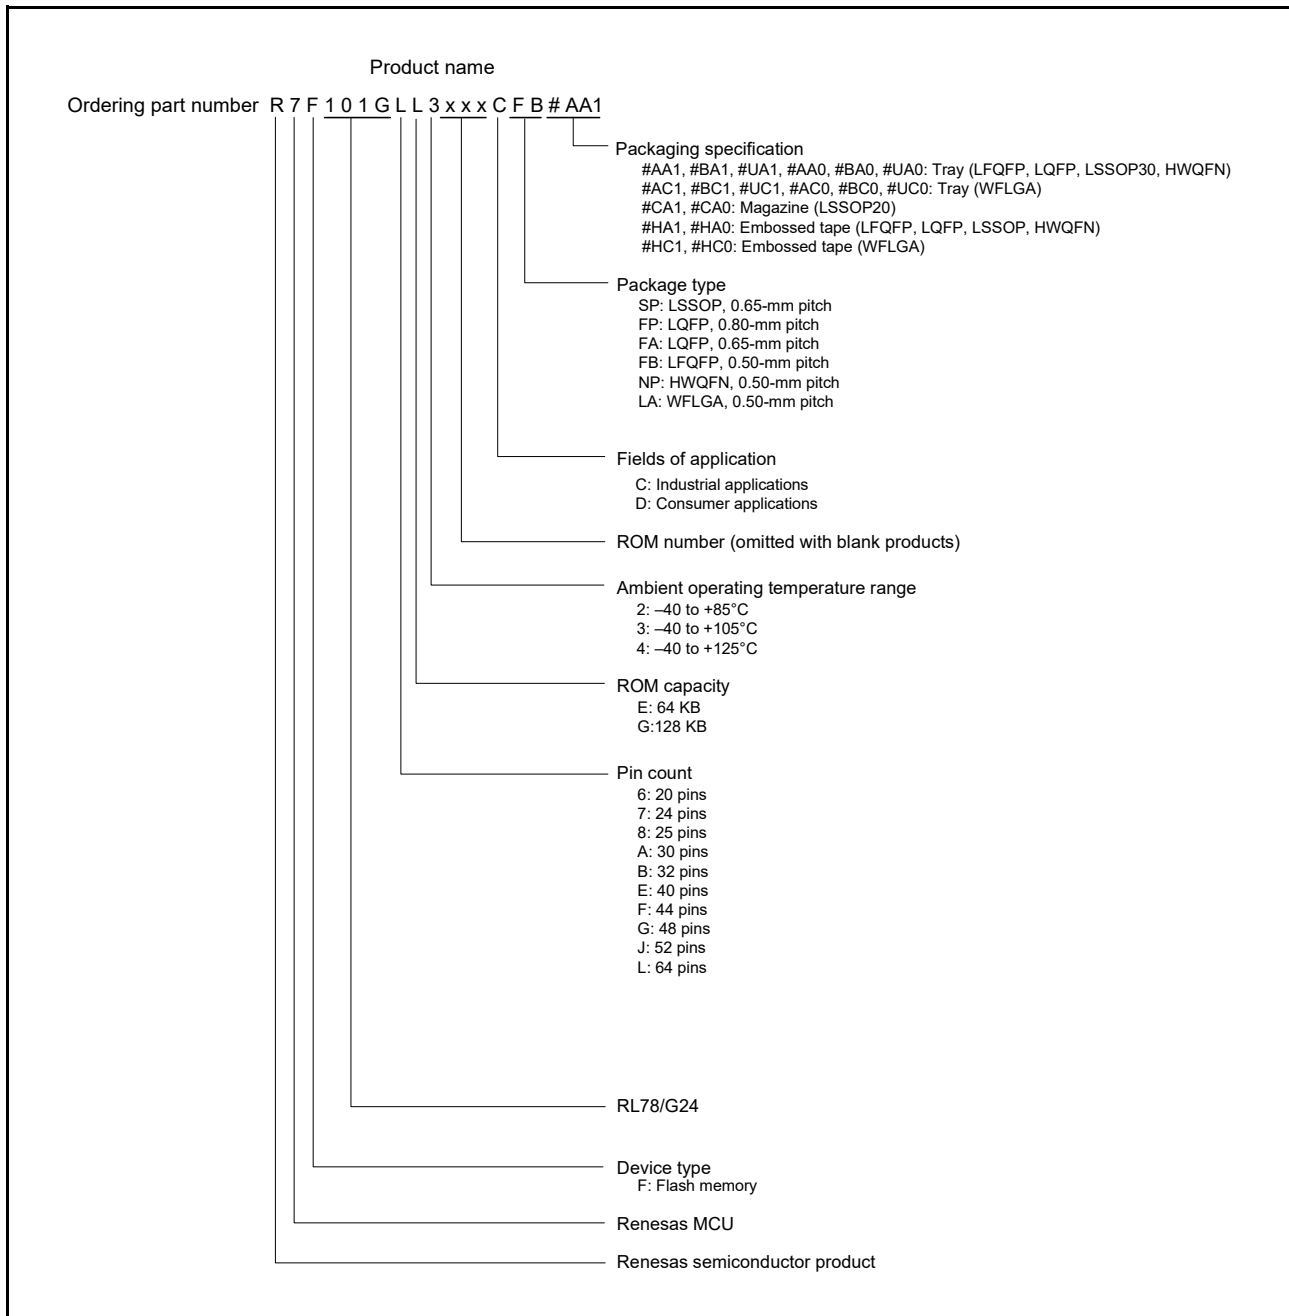 Product name
Ordering part number R 7 F 1 0 1 G L L 3 x x x C F B # AA1
Packaging specification
#AA1, #BA1, #UA1, #AA0, #BA0, #UA0: Tray (LFQFP, LQFP, LSSOP30, HWQFN)
#AC1, #BC1, #UC1, #AC0, #BC0, #UC0: Tray (WFLGA)
#CA1, #CA0: Magazine (LSSOP20)
#HA1, #HA0: Embossed tape (LFQFP, LQFP, LSSOP, HWQFN)
#HC1, #HC0: Embossed tape (WFLGA)
Package type
SP: LSSOP, 0.65-mm pitch
FP: LQFP, 0.80-mm pitch
FA: LQFP, 0.65-mm pitch
FB: LFQFP, 0.50-mm pitch
NP: HWQFN, 0.50-mm pitch
LA: WFLGA, 0.50-mm pitch
Fields of application
C: Industrial applications
D: Consumer applications
ROM number (omitted with blank products)
Ambient operating temperature range
2: –40 to +85°C
3: –40 to +105°C
4: –40 to +125°C
ROM capacity
E: 64 KB
G:128 KB
Pin count
6: 20 pins
7: 24 pins
8: 25 pins
A: 30 pins
B: 32 pins
E: 40 pins
F: 44 pins
G: 48 pins
J: 52 pins
L: 64 pins
RL78/G24
Device type
F: Flash memory
Renesas MCU
Renesas semiconductor product